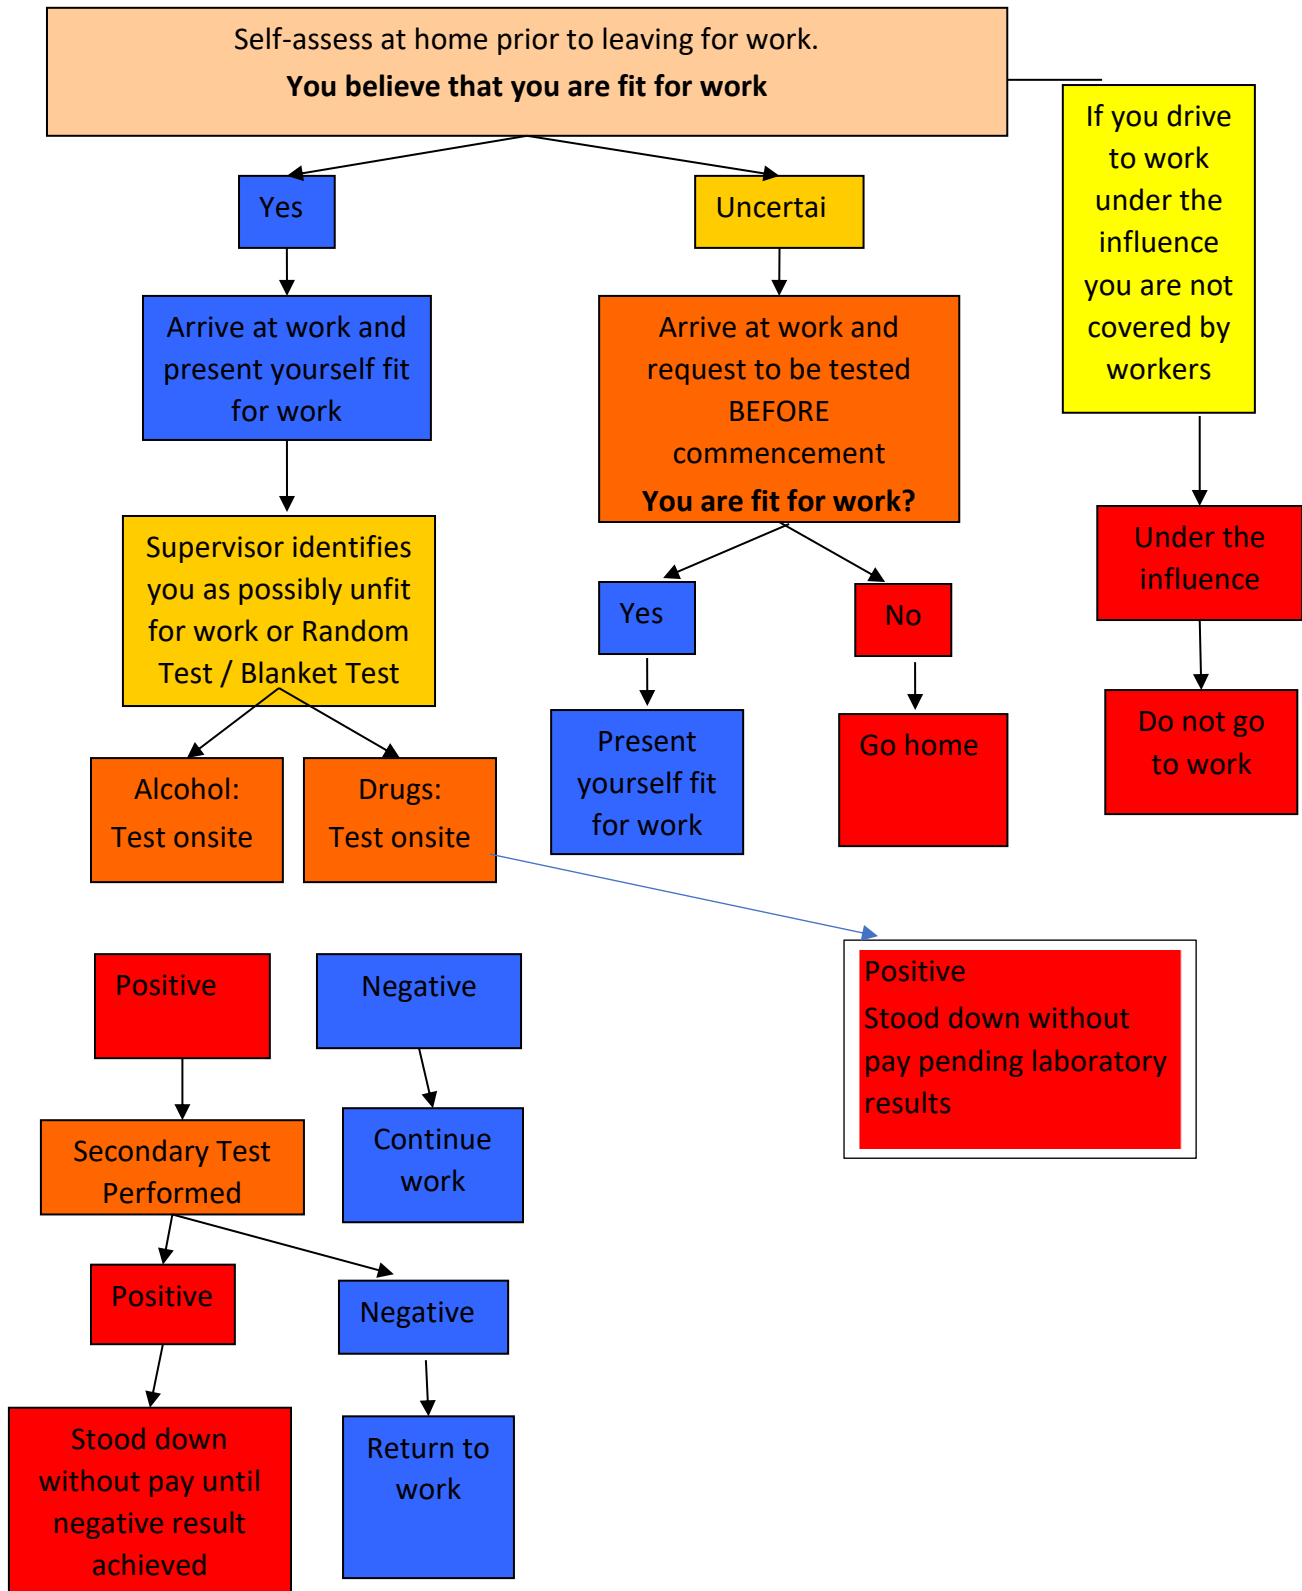 Self-assess at home prior to leaving for work.
You believe that you are fit for work
If you drive
to work
under the
influence
you are not
covered by
workers
Yes
Uncertai
Arrive at work and
present yourself fit
for work
Arrive at work and
request to be tested
BEFORE
commencement
You are fit for work?
Under the
influence
Supervisor identifies
you as possibly unfit
for work or Random
Test / Blanket Test
Yes
No
Do not go
to work
Present
yourself fit
for work
Go home
Alcohol:
Test onsite
Drugs:
Test onsite
Positive
Negative
Positive
Stood down without
pay pending laboratory
results
Secondary Test
Performed
Continue
work
Positive
Negative
Stood down
without pay until
negative result
achieved
Return to
work